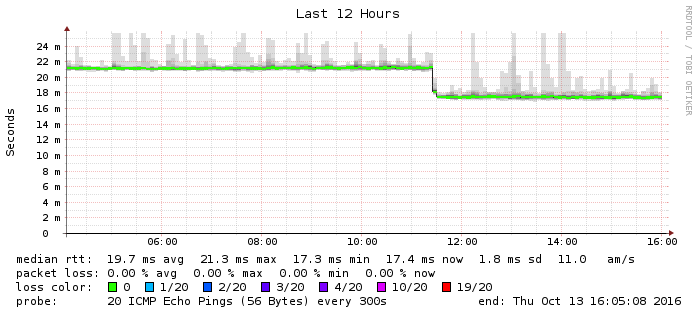 Last 12 Hours
RRDTOOL / TOBI OETIKER
Seconds
24 m
22 m
20 m
18 m
16 m
14 m
12 m
10 m
8 m
6 m
4 m
2 m
0
06:00 08:00 10:00 12:00 14:00 16:00
median rtt: 19.7 ms avg 21.3 ms max 17.3 ms min 17.4 ms now 1.8 ms sd 11.0 am/s
packet loss: 0.00 % avg 0.00 % max 0.00 % min 0.00 % now
loss color: 0 1/20 2/20 3/20 4/20 10/20 19/20
probe: 20 ICMP Echo Pings (56 Bytes) every 300s end: Thu Oct 13 16:05:08 2016